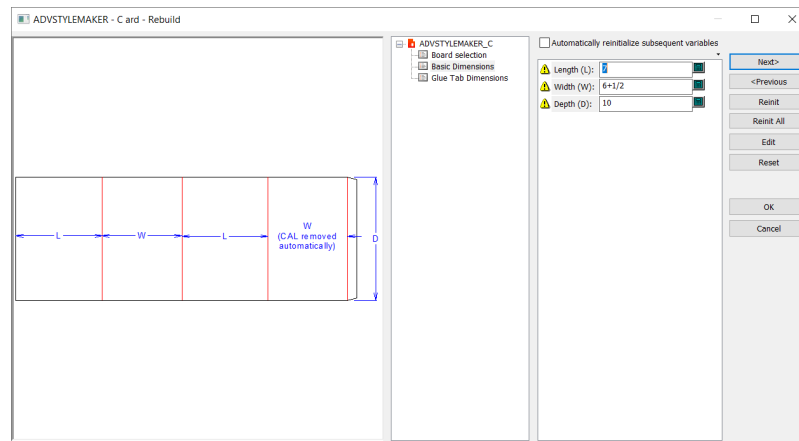 ADVSTYLEMAKER - C ard - Rebuild
ADVSTYLEMAKER_C
Board selection
Basic Dimensions
Glue Tab Dimensions
Automatically reinitialize subsequent variables
Length (L): 7
Width (W): 6+1/2
Depth (D): 10
Next>
<Previous
Reinit
Reinit All
Edit
Reset
OK
Cancel
L
W
L
W
(CAL removed
automatically)
D